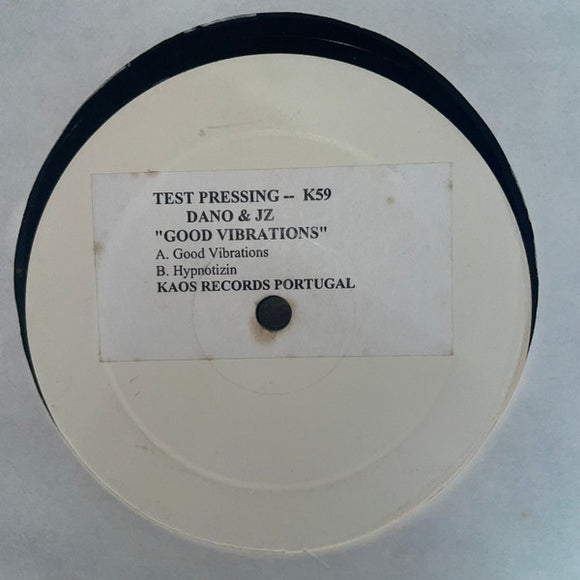 TEST PRESSING -- K59
DANO & JZ
"GOOD VIBRATIONS"
A. Good Vibrations
B. Hypnotizin
KAOS RECORDS PORTUGAL